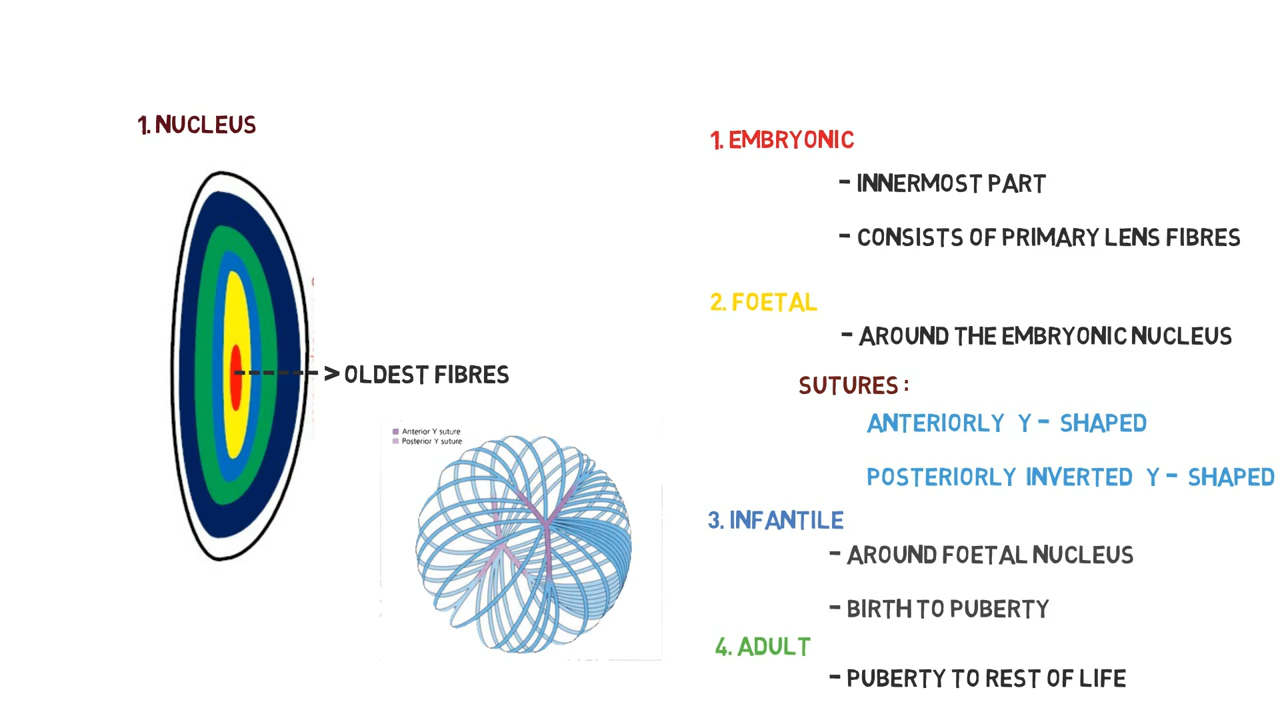 1. NUCLEUS
> OLDEST FIBRES
Anterior Y suture
Posterior Y suture
1. EMBRYONIC
- INNERMOST PART
- CONSISTS OF PRIMARY LENS FIBRES
2. FOETAL
- AROUND THE EMBRYONIC NUCLEUS
SUTURES :
ANTERIORLY Y - SHAPED
POSTERIORLY INVERTED Y - SHAPED
3. INFANTILE
- AROUND FOETAL NUCLEUS
- BIRTH TO PUBERTY
4. ADULT
- PUBERTY TO REST OF LIFE